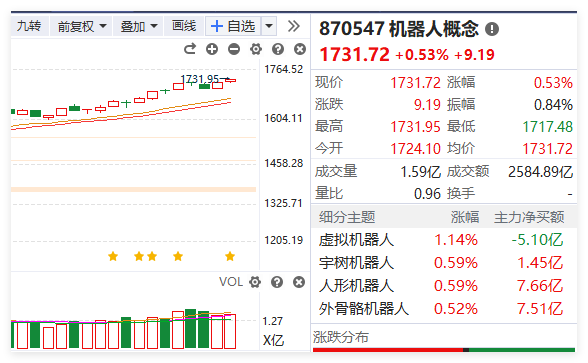 九转 前复权 叠加 画线 +自选
870547 机器人概念
1731.72 +0.53% +9.19
1731.95
1764.52
1604.11
1458.28
1325.71
1205.19
VOL
1.27
X亿
现价 1731.72 涨幅 0.53%
涨跌 9.19 振幅 0.84%
最高 1731.95 最低 1717.48
今开 1724.10 均价 1731.72
成交量 1.59亿 成交额 2584.89亿
量比 0.96 换手 -
细分主题 涨幅 主力净买额
虚拟机器人 1.14% -5.10亿
宇树机器人 0.59% 1.45亿
人形机器人 0.59% 7.66亿
外骨骼机器人 0.52% 7.51亿
涨跌分布